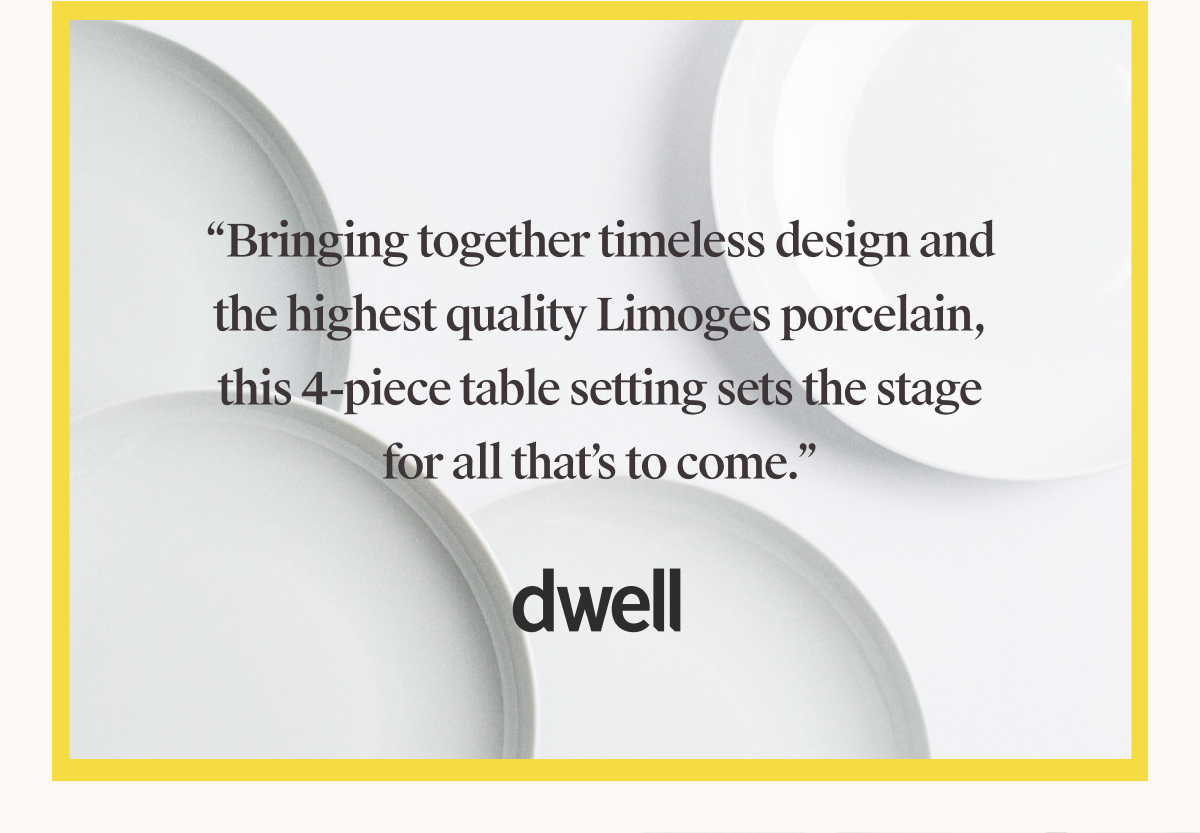 “Bringing together timeless design and
the highest quality Limoges porcelain,
this 4-piece table setting sets the stage
for all that’s to come.”
dwell